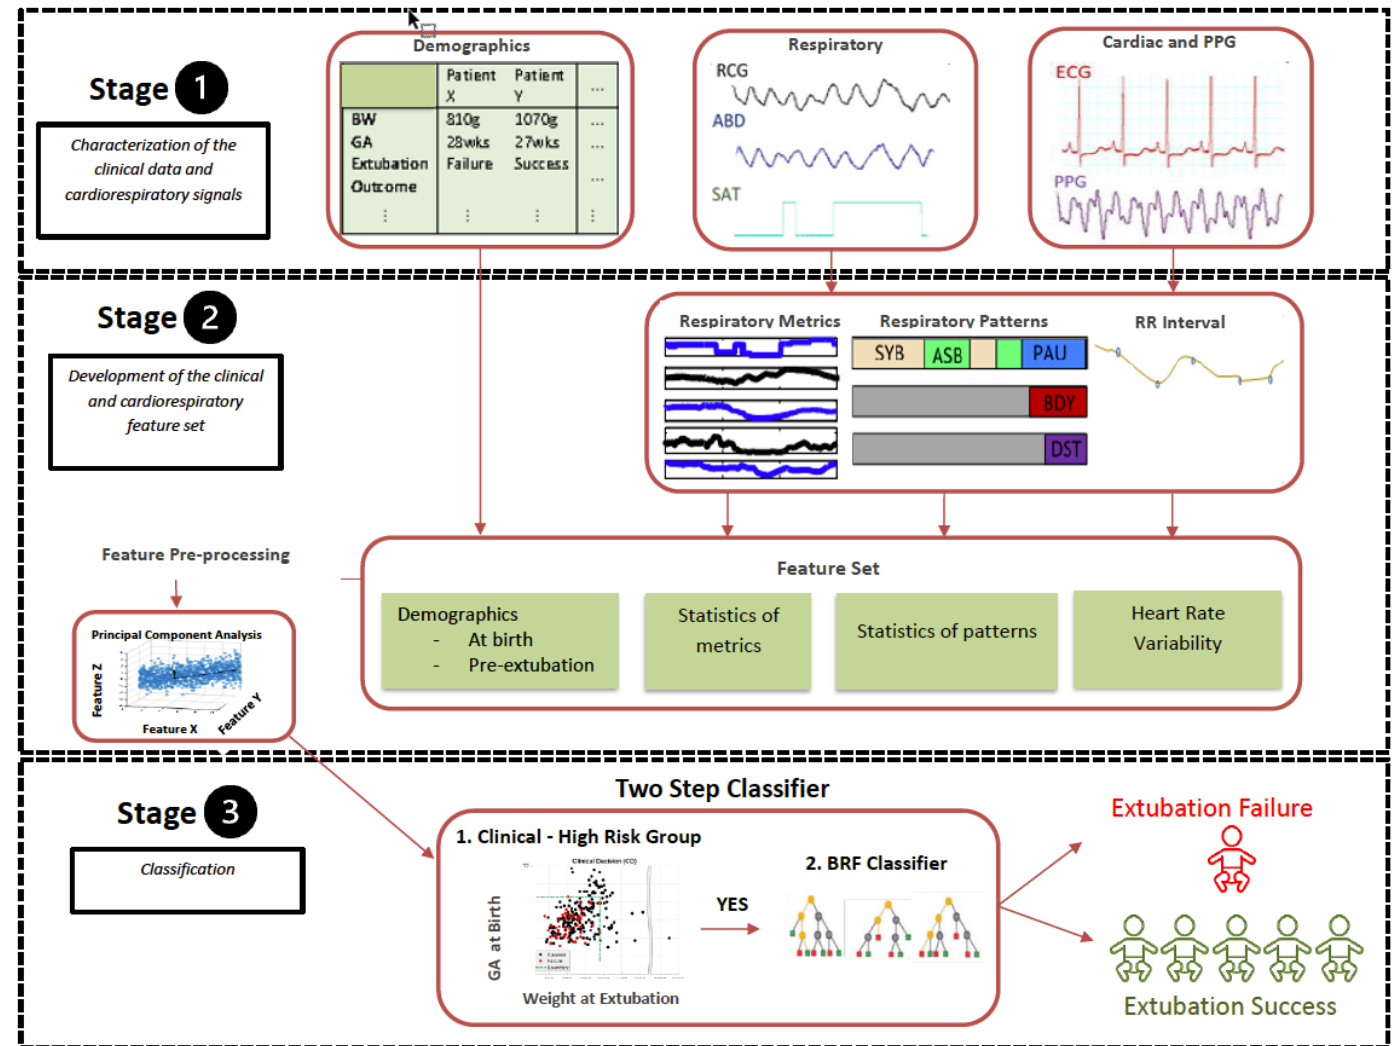 Stage 1
Characterization of the
clinical data and
cardiorespiratory signals
Demographics
Patient Patient
X Y ...
BW 810g 1070g ...
GA 28wks 27wks ...
Extubation Failure Success
Outcome ...
Respiratory
RCG
ABD
SAT
Cardiac and PPG
ECG
PPG
Stage 2
Development of the clinical
and cardiorespiratory
feature set
Respiratory Metrics
Respiratory Patterns
SYB ASB PAU
BDY
DST
RR Interval
Feature Pre-processing
Principal Component Analysis
Feature Z
Feature X
Feature Y
Feature Set
Demographics
- At birth
- Pre-extubation
Statistics of
metrics
Statistics of patterns
Heart Rate
Variability
Stage 3
Classification
Two Step Classifier
1. Clinical - High Risk Group
Clinical Decision (CD)
GA at Birth
Weight at Extubation
YES
2. BRF Classifier
Extubation Failure
Extubation Success